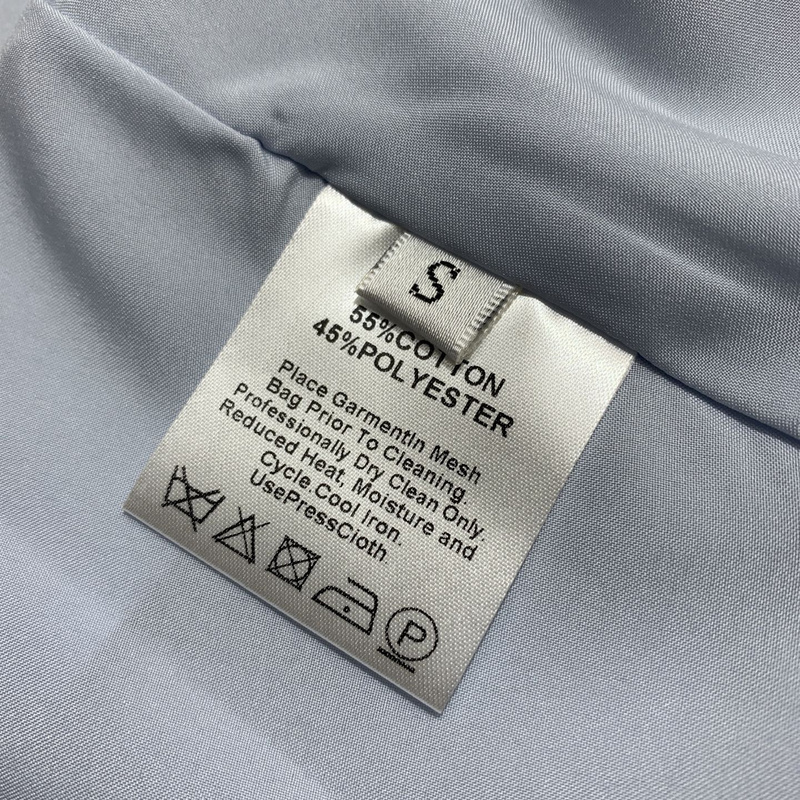 S
55%COTTON
45%POLYESTER
Place GarmentIn Mesh
Bag Prior To Cleaning.
Professionally Dry Clean Only.
Reduced Heat, Moisture and
Cycle.Cool Iron.
UsePressCloth
P